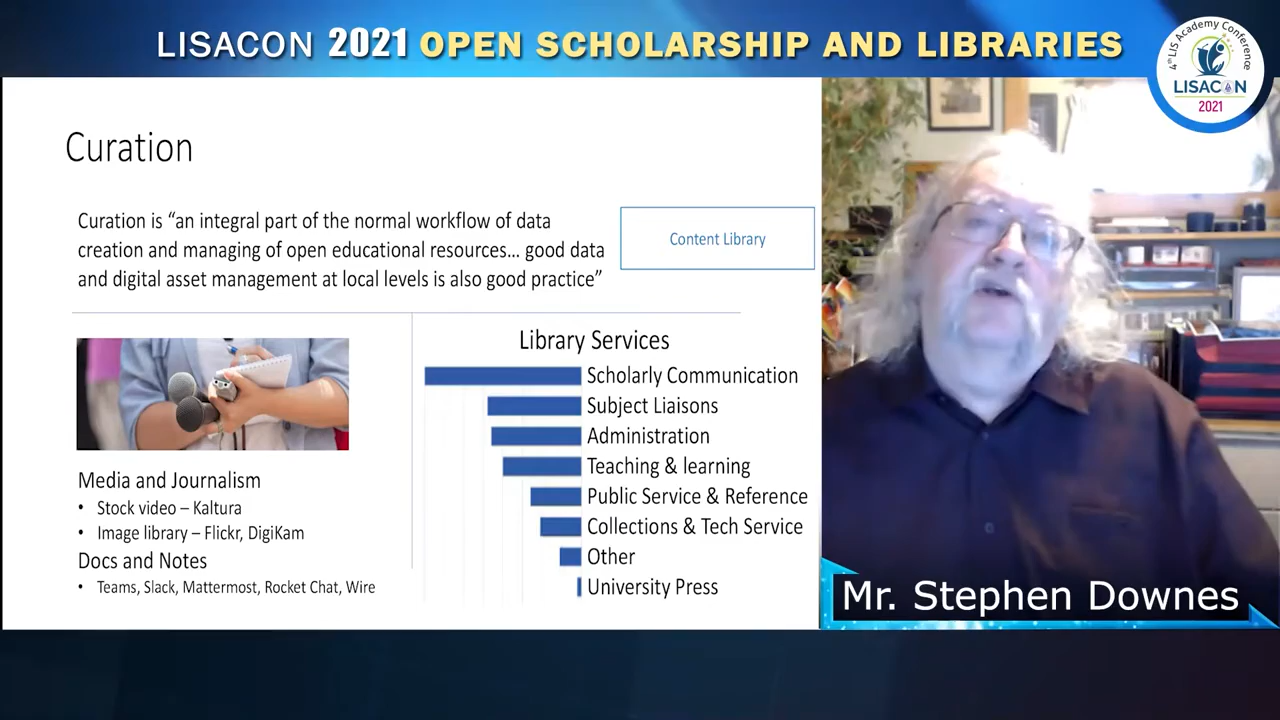 LISACON 2021 OPEN SCHOLARSHIP AND LIBRARIES
4th LIS Academy Conference
LISACON
2021
Curation
Curation is “an integral part of the normal workflow of data
creation and managing of open educational resources… good data
and digital asset management at local levels is also good practice”
Content Library
Media and Journalism
• Stock video – Kaltura
• Image library – Flickr, DigiKam
Docs and Notes
• Teams, Slack, Mattermost, Rocket Chat, Wire
Library Services
Scholarly Communication
Subject Liaisons
Administration
Teaching & learning
Public Service & Reference
Collections & Tech Service
Other
University Press
Mr. Stephen Downes